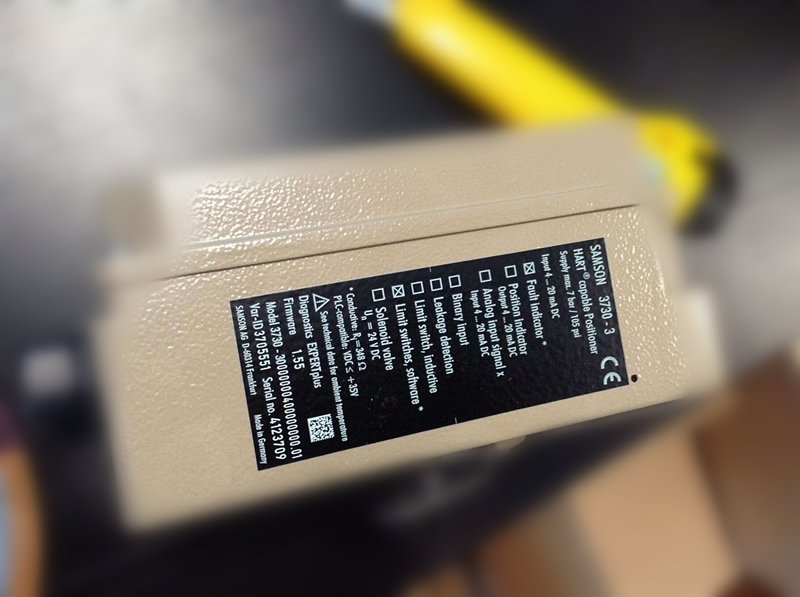 SAMSON 3730 - 3
HART® capable Positioner
Supply max. 7 bar / 105 psi
Input 4 ... 20 mA DC
☒ Fault Indicator *
☐ Position Indicator
Output 4 ... 20 mA DC
☐ Analog Input signal x
Input 4 ... 20 mA DC
☐ Binary Input
☐ Leakage detection
☐ Limit switch, inductive
☒ Limit switches, software *
☐ Solenoid valve
U = 24 V DC
* Conductive: Ri = 348 Ω
PLC-compatible, VDC ≤ + 35V
See technical data for ambient temperature
Diagnostics EXPERTplus
Firmware 1.55
Model 3730 - 30000000400000000.01
Var.-ID 3705551 Serial no. 4123709
SAMSON AG D-60314 Frankfurt Made in Germany
CE